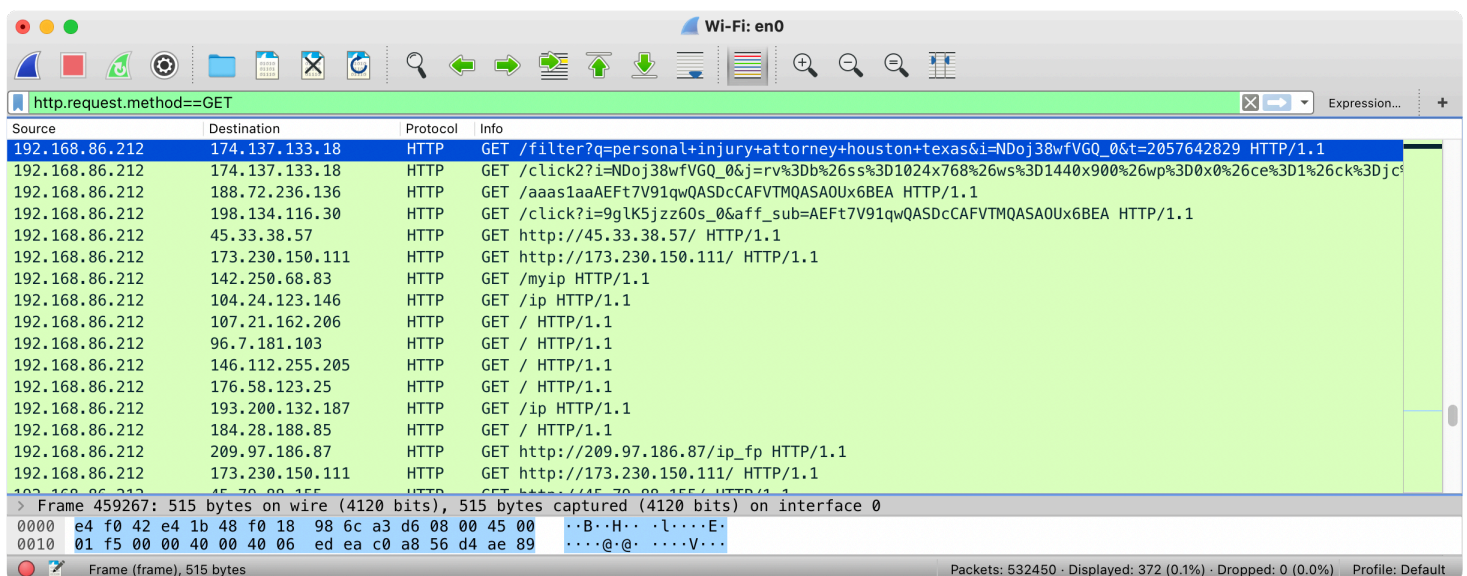 Wi-Fi: en0
http.request.method==GET Expression... +
Source Destination Protocol Info
192.168.86.212 174.137.133.18 HTTP GET /filter?q=personal+injury+attorney+houston+texas&i=NDoj38wfVGQ_0&t=2057642829 HTTP/1.1
192.168.86.212 174.137.133.18 HTTP GET /click2?i=NDoj38wfVGQ_0&j=rv%3Db%26ss%3D1024x768%26ws%3D1440x900%26wp%3D0x0%26ce%3D1%26ck%3Djc%
192.168.86.212 188.72.236.136 HTTP GET /aaas1aaAEFt7V91qwQASDcCAFVTMQASAOUx6BEA HTTP/1.1
192.168.86.212 198.134.116.30 HTTP GET /click?i=9glK5jzz6Os_0&aff_sub=AEFt7V91qwQASDcCAFVTMQASAOUx6BEA HTTP/1.1
192.168.86.212 45.33.38.57 HTTP GET http://45.33.38.57/ HTTP/1.1
192.168.86.212 173.230.150.111 HTTP GET http://173.230.150.111/ HTTP/1.1
192.168.86.212 142.250.68.83 HTTP GET /myip HTTP/1.1
192.168.86.212 104.24.123.146 HTTP GET /ip HTTP/1.1
192.168.86.212 107.21.162.206 HTTP GET / HTTP/1.1
192.168.86.212 96.7.181.103 HTTP GET / HTTP/1.1
192.168.86.212 146.112.255.205 HTTP GET / HTTP/1.1
192.168.86.212 176.58.123.25 HTTP GET / HTTP/1.1
192.168.86.212 193.200.132.187 HTTP GET /ip HTTP/1.1
192.168.86.212 184.28.188.85 HTTP GET / HTTP/1.1
192.168.86.212 209.97.186.87 HTTP GET http://209.97.186.87/ip_fp HTTP/1.1
192.168.86.212 173.230.150.111 HTTP GET http://173.230.150.111/ HTTP/1.1
> Frame 459267: 515 bytes on wire (4120 bits), 515 bytes captured (4120 bits) on interface 0
0000 e4 f0 42 e4 1b 48 f0 18 98 6c a3 d6 08 00 45 00 ··B··H·· ·l····E·
0010 01 f5 00 00 40 00 40 06 ed ea c0 a8 56 d4 ae 89 ····@·@· ····V···
Frame (frame), 515 bytes Packets: 532450 · Displayed: 372 (0.1%) · Dropped: 0 (0.0%) Profile: Default